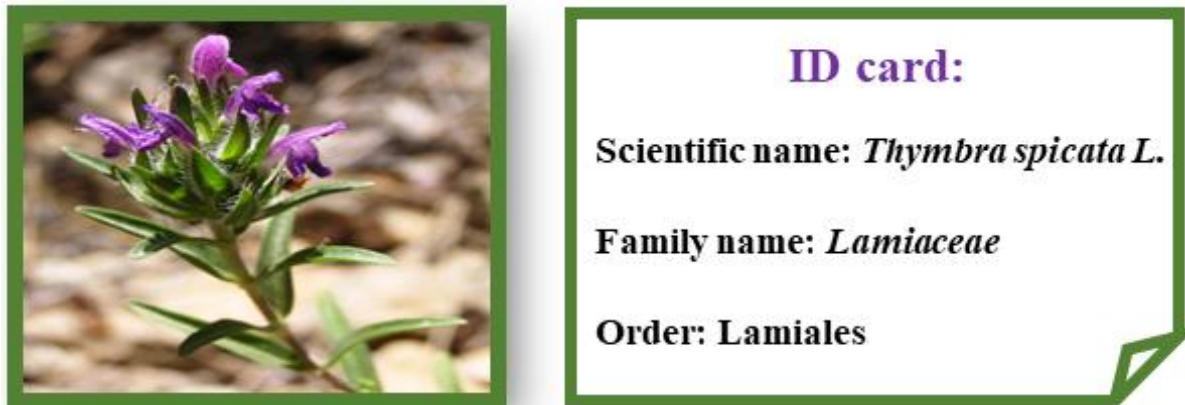 ID card:
Scientific name: Thymbra spicata L.
Family name: Lamiaceae
Order: Lamiales